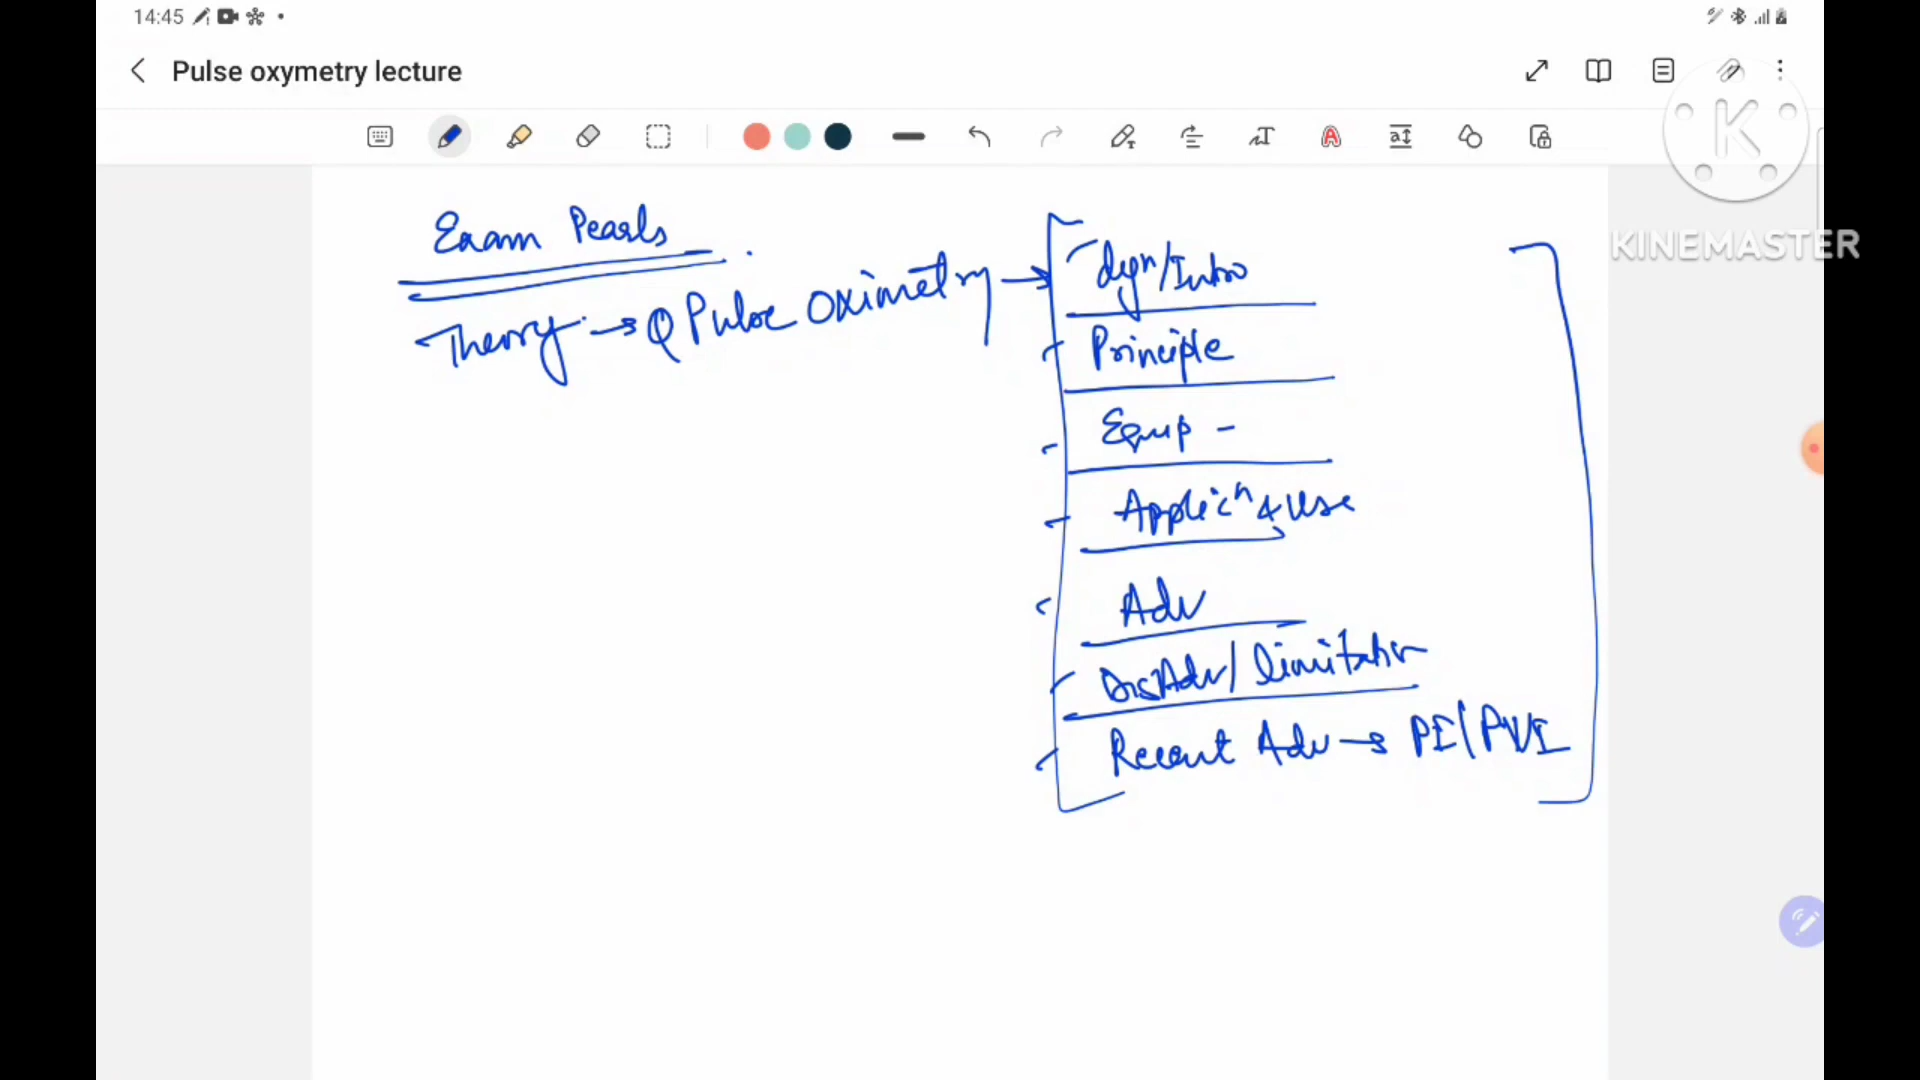 14:45
Pulse oxymetry lecture
KINEMASTER
Exam Pearls
Theory → Q Pulse Oximetry →
defn/Intro
Principle
Equip -
Applicn & Use
Adv
DisAdv/limitation
Recent Adv → PI/PVI